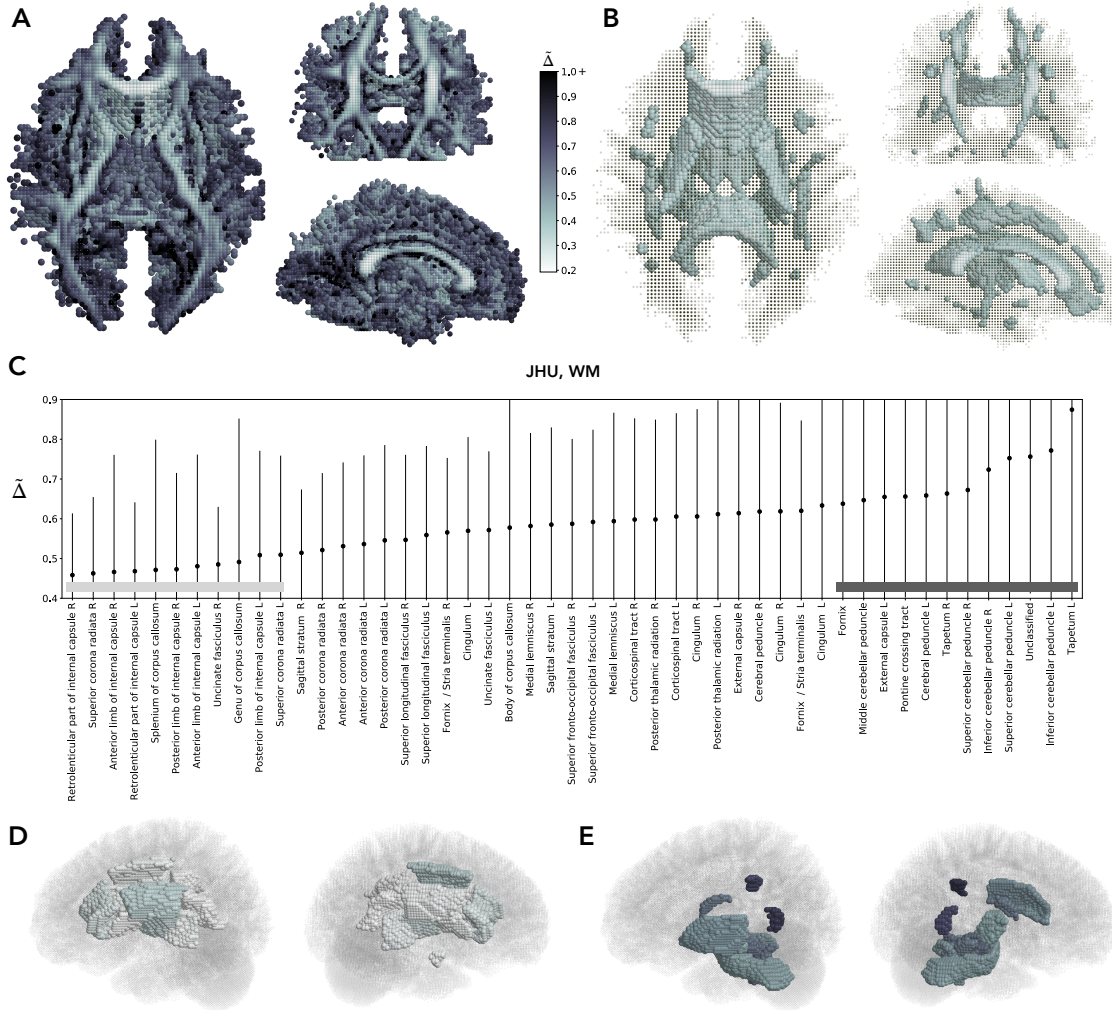 A
B
Δ̃
1.0+
0.9
0.8
0.7
0.6
0.5
0.4
0.3
0.2
C
JHU, WM
0.9
0.8
0.7
0.6
0.5
0.4
Δ̃
Retrolenticular part of internal capsule R
Superior corona radiata R
Anterior limb of internal capsule R
Retrolenticular part of internal capsule L
Splenium of corpus callosum
Posterior limb of internal capsule R
Anterior limb of internal capsule L
Uncinate fasciculus R
Genu of corpus callosum
Posterior limb of internal capsule L
Superior corona radiata L
Sagittal stratum R
Posterior corona radiata R
Anterior corona radiata R
Anterior corona radiata L
Posterior corona radiata L
Superior longitudinal fasciculus R
Superior longitudinal fasciculus L
Fornix / Stria terminalis R
Cingulum L
Uncinate fasciculus L
Body of corpus callosum
Medial lemniscus R
Sagittal stratum L
Superior fronto-occipital fasciculus R
Superior fronto-occipital fasciculus L
Medial lemniscus L
Corticospinal tract R
Posterior thalamic radiation R
Corticospinal tract L
Cingulum R
Posterior thalamic radiation L
External capsule R
Cerebral peduncle R
Cingulum R
Fornix / Stria terminalis L
Cingulum L
Fornix
Middle cerebellar peduncle
External capsule L
Pontine crossing tract
Cerebral peduncle L
Tapetum R
Superior cerebellar peduncle R
Inferior cerebellar peduncle R
Superior cerebellar peduncle L
Unclassified
Inferior cerebellar peduncle L
Tapetum L
D
E